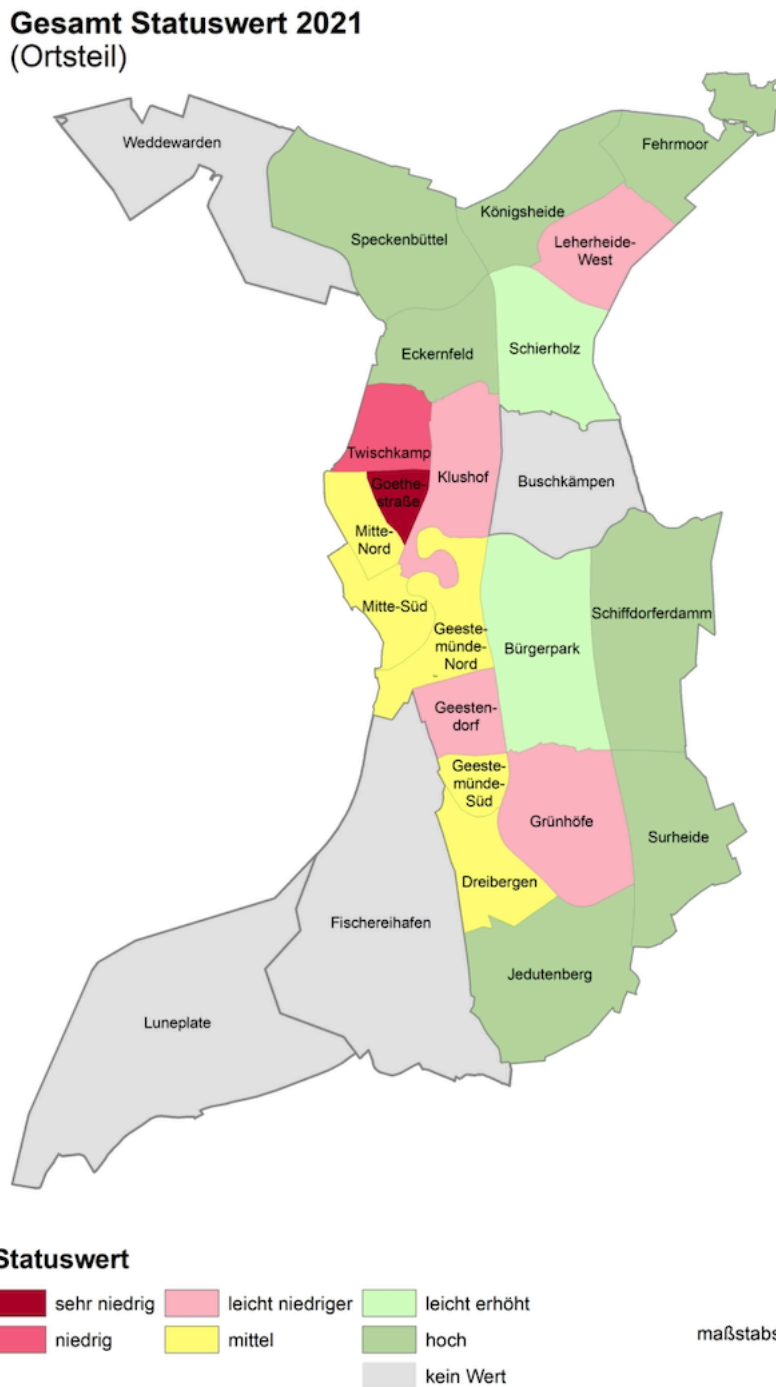 Gesamt Statuswert 2021
(Ortsteil)
Weddewarden
Fehrmoor
Königsheide
Speckenbüttel
Leherheide-
West
Eckernfeld
Schierholz
Twischkamp
Klushof
Goethe-
straße
Buschkämpen
Mitte-
Nord
Mitte-Süd
Schiffdorferdamm
Geeste-
münde-
Nord
Bürgerpark
Geesten-
dorf
Geeste-
münde-
Süd
Grünhöfe
Surheide
Dreibergen
Fischereihafen
Jedutenberg
Luneplate
Statuswert
sehr niedrig
leicht niedriger
leicht erhöht
niedrig
mittel
hoch
maßstabs
kein Wert